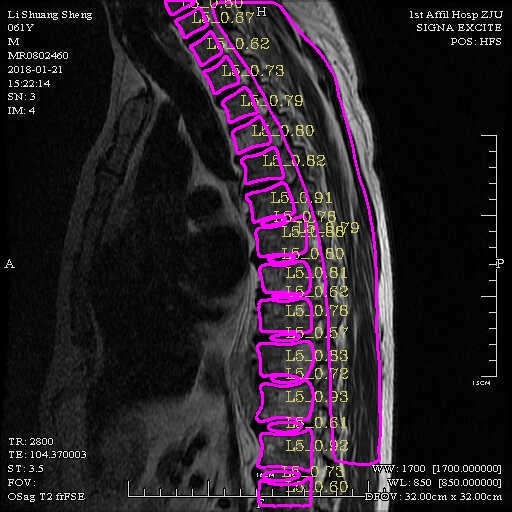 Li Shuang Sheng
061Y
M
MR0802460
2018-01-21
15:22:14
SN: 3
IM: 4
H
1st Affil Hosp ZJU
SIGNA EXCITE
POS: HFS
L5_0.67
L5_0.62
L5_0.73
L5_0.79
L5_0.80
L5_0.82
L5_0.91
L5_0.79
L5_0.60
L5_0.81
L5_0.62
L5_0.78
L5_0.57
L5_0.83
L5_0.72
L5_0.93
L5_0.61
L5_0.92
L5_0.73
L5_0.60
A
P
15CM
TR: 2800
TE: 104.370003
ST: 3.5
FOV:
OSag T2 frFSE
F
WW: 1700 [1700.000000]
WL: 850 [850.000000]
DFOV: 32.00cm x 32.00cm